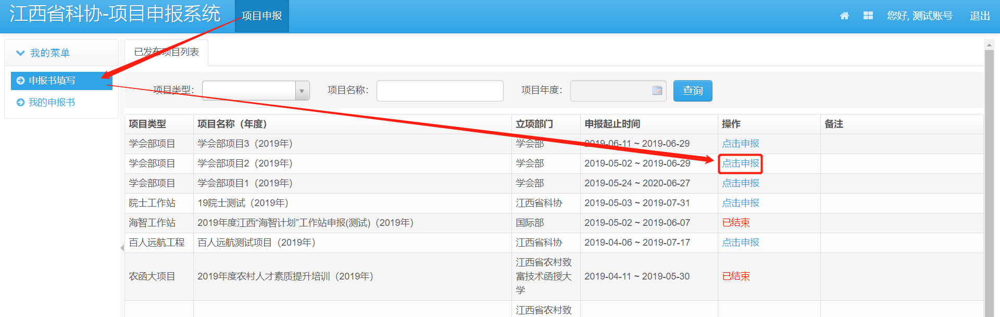 江西省科协-项目申报系统 项目申报 您好, 测试账号 退出
我的菜单
申报书填写
我的申报书
已发布项目列表
项目类型： 项目名称： 项目年度： 查询
项目类型 项目名称（年度） 立项部门 申报起止时间 操作 备注
学会部项目 学会部项目3（2019年） 学会部 2019-06-11 ~ 2019-06-29 点击申报
学会部项目 学会部项目2（2019年） 学会部 2019-05-02 ~ 2019-06-29 点击申报
学会部项目 学会部项目1（2019年） 学会部 2019-05-24 ~ 2020-06-27 点击申报
院士工作站 19院士测试（2019年） 江西省科协 2019-05-03 ~ 2019-07-31 点击申报
海智工作站 2019年度江西“海智计划”工作站申报(测试)（2019年） 国际部 2019-05-02 ~ 2019-06-07 已结束
百人远航工程 百人远航测试项目（2019年） 江西省科协 2019-04-06 ~ 2019-07-17 点击申报
农函大项目 2019年度农村人才素质提升培训（2019年） 江西省农村致富技术函授大学 2019-04-11 ~ 2019-05-30 已结束
江西省农村致